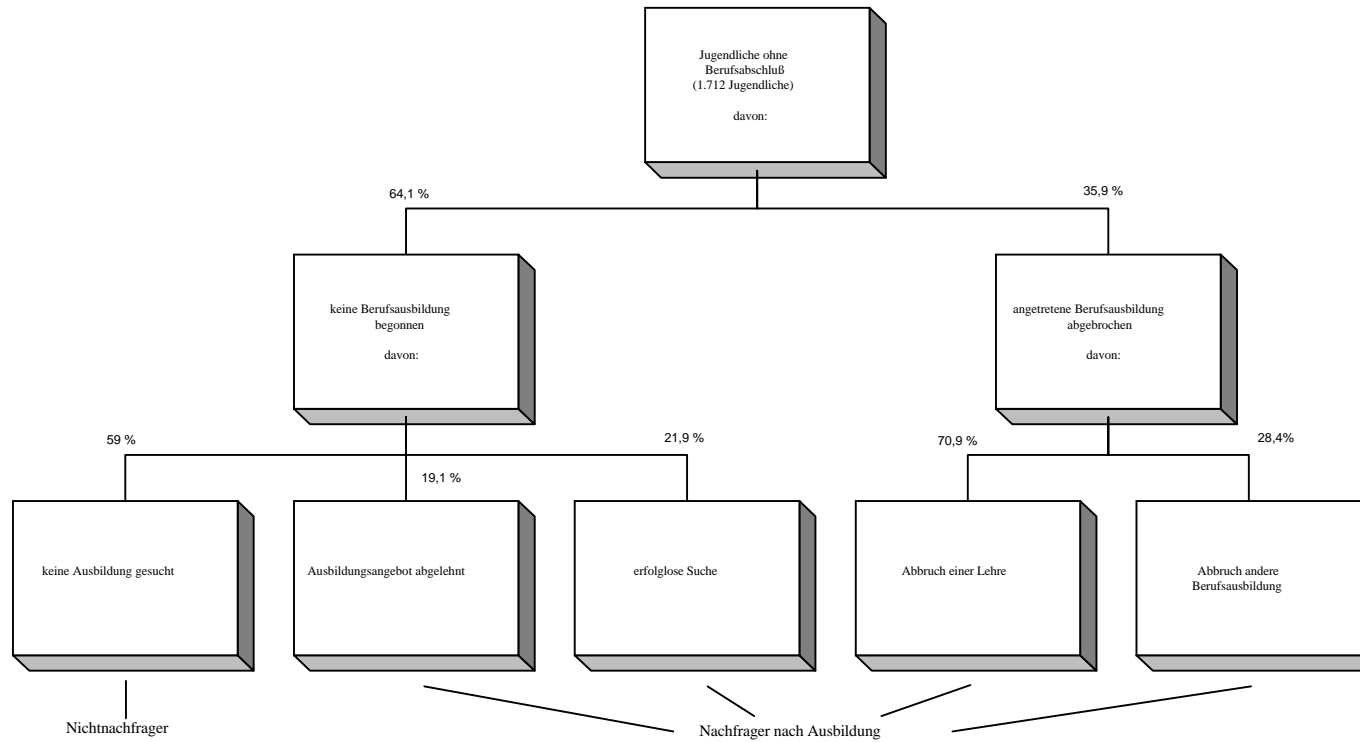 Jugendliche ohne
Berufsabschluß
(1.712 Jugendliche)
davon:
64,1 %
35,9 %
keine Berufsausbildung
begonnen
davon:
angetretene Berufsausbildung
abgebrochen
davon:
59 %
19,1 %
21,9 %
70,9 %
28,4%
keine Ausbildung gesucht
Ausbildungsangebot abgelehnt
erfolglose Suche
Abbruch einer Lehre
Abbruch andere
Berufsausbildung
Nichtnachfrager
Nachfrager nach Ausbildung